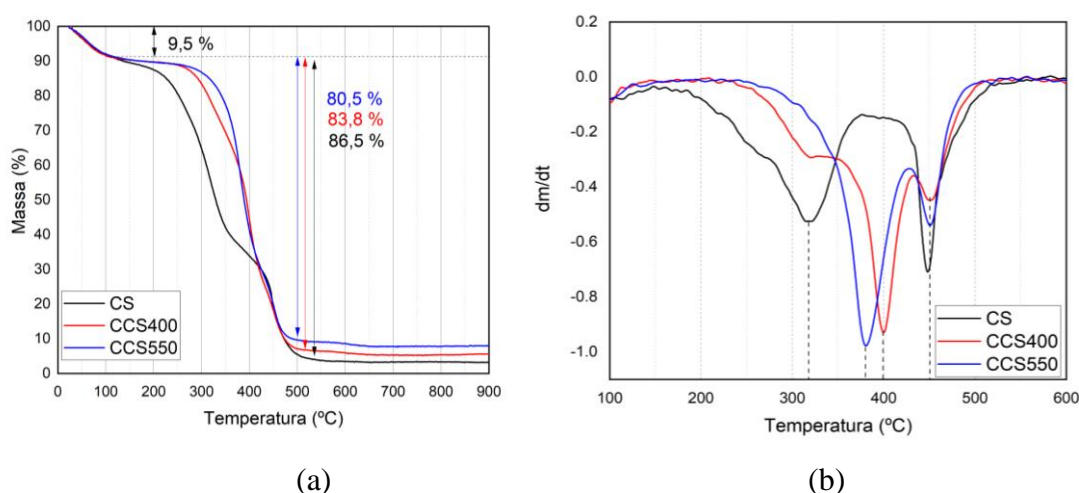 100
90
80
70
60
50
40
30
20
10
0
Massa (%)
9,5 %
80,5 %
83,8 %
86,5 %
CS
CCS400
CCS550
0 100 200 300 400 500 600 700 800 900
Temperatura (ºC)
(a)
b)
0.2
0.0
-0.2
-0.4
-0.6
-0.8
-1.0
dm/dt
CS
CCS400
CCS550
100 200 300 400 500 600
Temperatura (ºC)
(b)